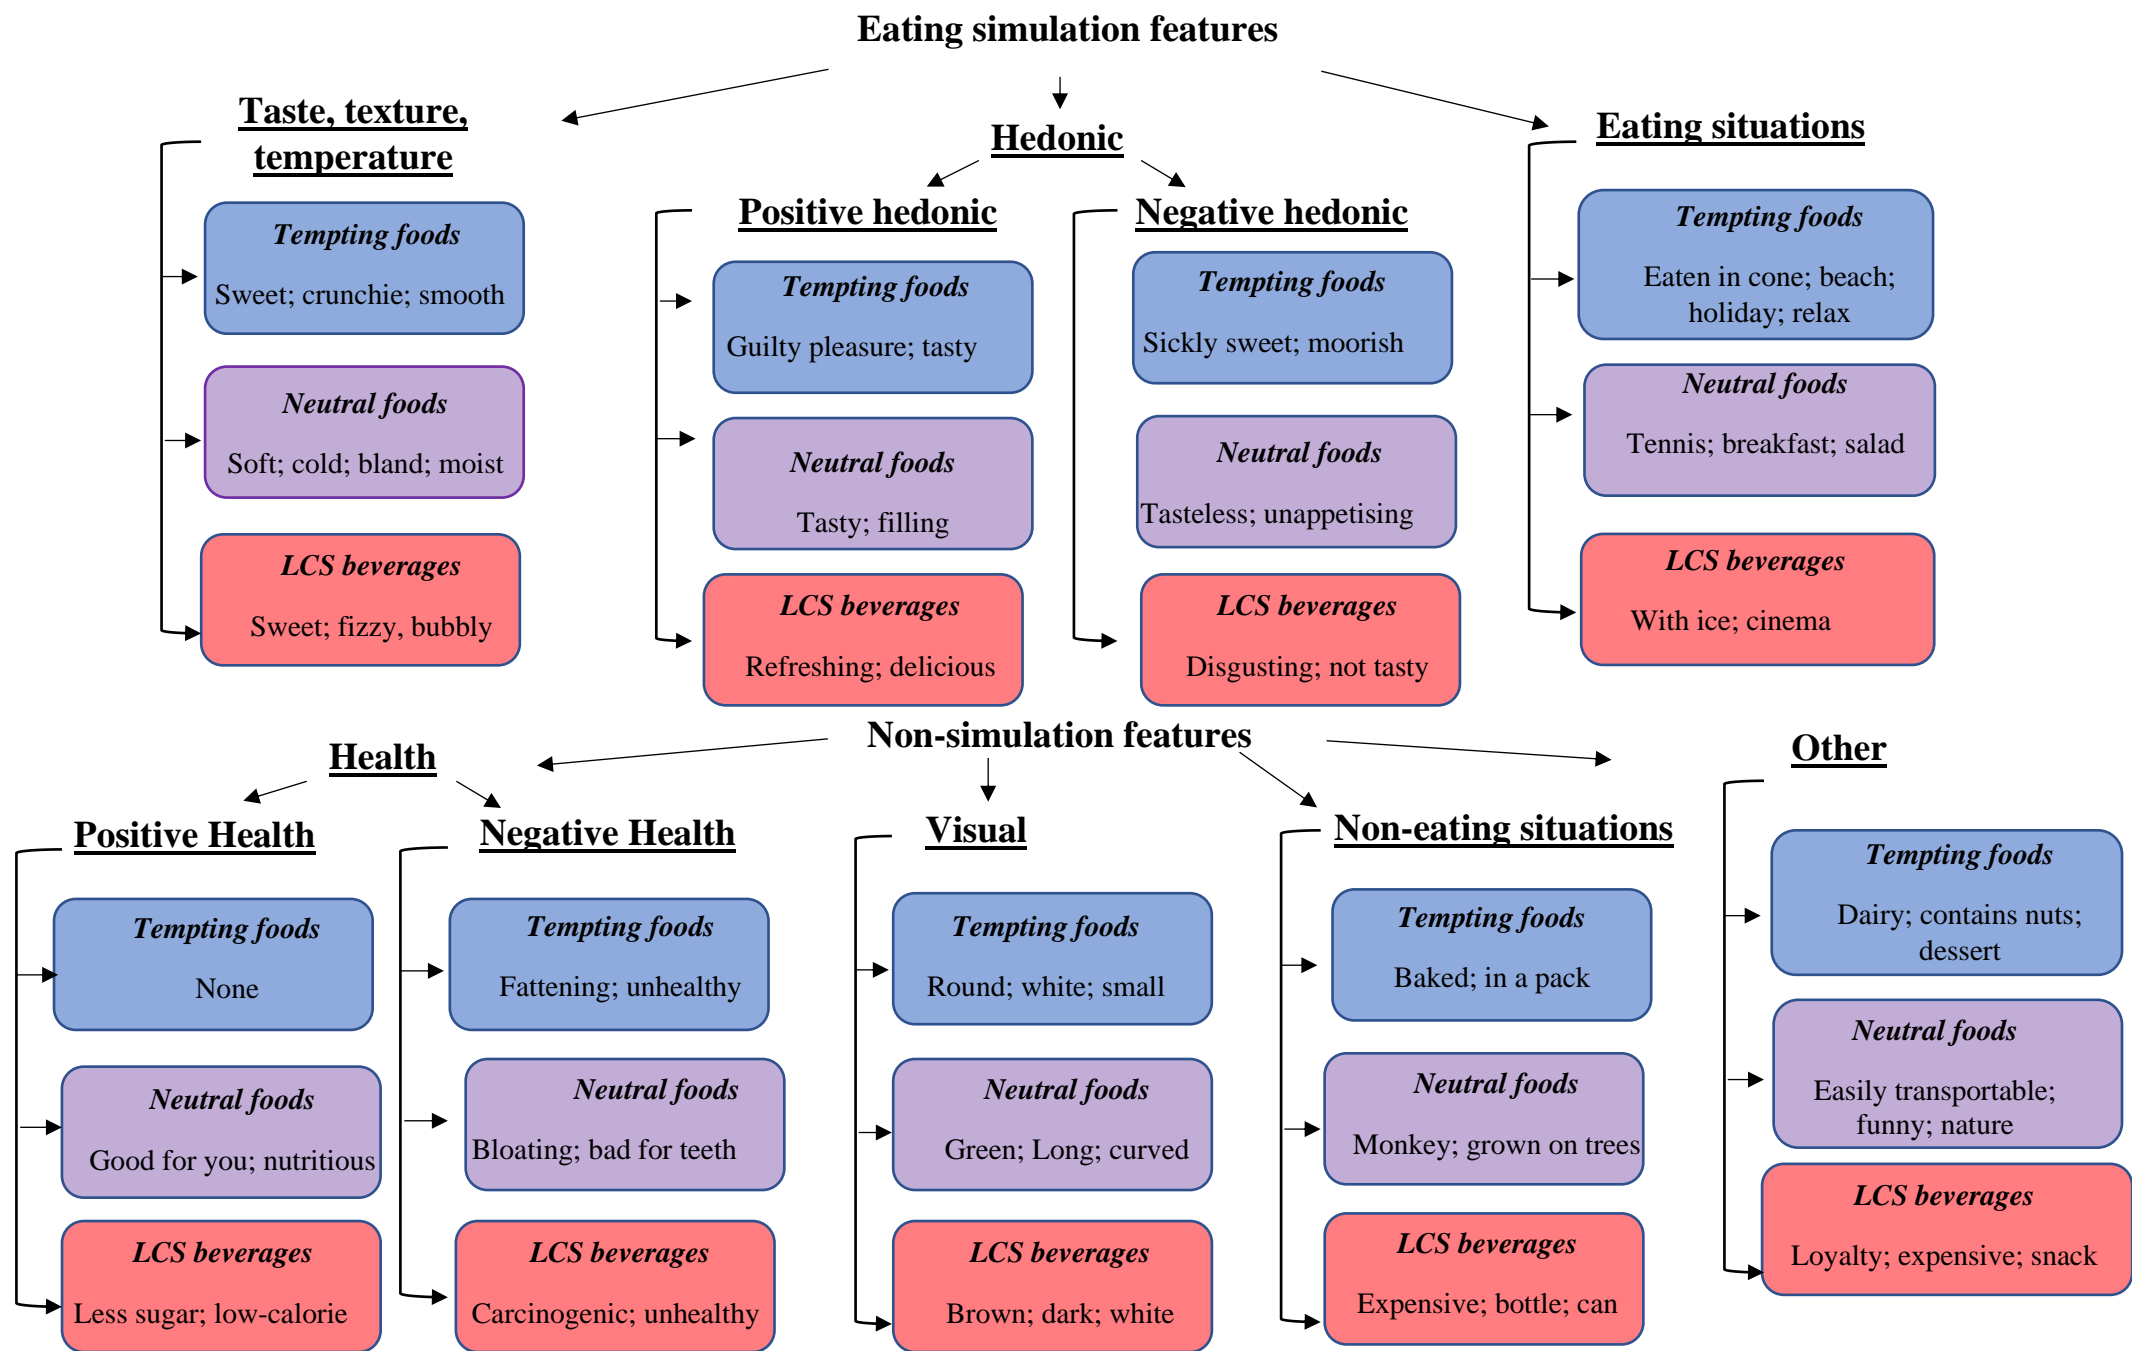 Eating simulation features
Taste, texture,
temperature
Tempting foods
Sweet; crunchie; smooth
Neutral foods
Soft; cold; bland; moist
LCS beverages
Sweet; fizzy, bubbly
Hedonic
Positive hedonic
Tempting foods
Guilty pleasure; tasty
Neutral foods
Tasty; filling
LCS beverages
Refreshing; delicious
Negative hedonic
Tempting foods
Sickly sweet; moorish
Neutral foods
Tasteless; unappetising
LCS beverages
Disgusting; not tasty
Eating situations
Tempting foods
Eaten in cone; beach;
holiday; relax
Neutral foods
Tennis; breakfast; salad
LCS beverages
With ice; cinema
Non-simulation features
Health
Positive Health
Tempting foods
None
Neutral foods
Good for you; nutritious
LCS beverages
Less sugar; low-calorie
Negative Health
Tempting foods
Fattening; unhealthy
Neutral foods
Bloating; bad for teeth
LCS beverages
Carcinogenic; unhealthy
Visual
Tempting foods
Round; white; small
Neutral foods
Green; Long; curved
LCS beverages
Brown; dark; white
Non-eating situations
Tempting foods
Baked; in a pack
Neutral foods
Monkey; grown on trees
LCS beverages
Expensive; bottle; can
Other
Tempting foods
Dairy; contains nuts;
dessert
Neutral foods
Easily transportable;
funny; nature
LCS beverages
Loyalty; expensive; snack